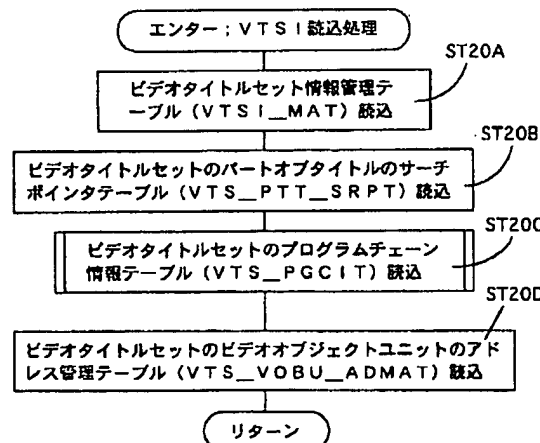 エンター；ＶＴＳＩ読込処理
ST20A
ビデオタイトルセット情報管理テ
ーブル（ＶＴＳＩ＿ＭＡＴ）読込
ST20B
ビデオタイトルセットのパートオブタイトルのサーチ
ポインタテーブル（ＶＴＳ＿ＰＴＴ＿ＳＲＰＴ）読込
ST20C
ビデオタイトルセットのプログラムチェーン
情報テーブル（ＶＴＳ＿ＰＧＣＩＴ）読込
ST20D
ビデオタイトルセットのビデオオブジェクトユニットのアド
レス管理テーブル（ＶＴＳ＿ＶＯＢＵ＿ＡＤＭＡＴ）読込
リターン